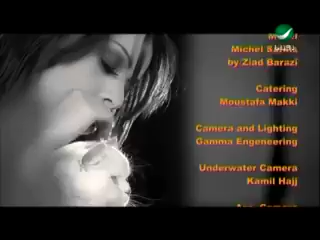 Michel
by Ziad Barazi
Catering
Moustafa Makki
Camera and Lighting
Gamma Engeneering
Underwater Camera
Kamil Hajj